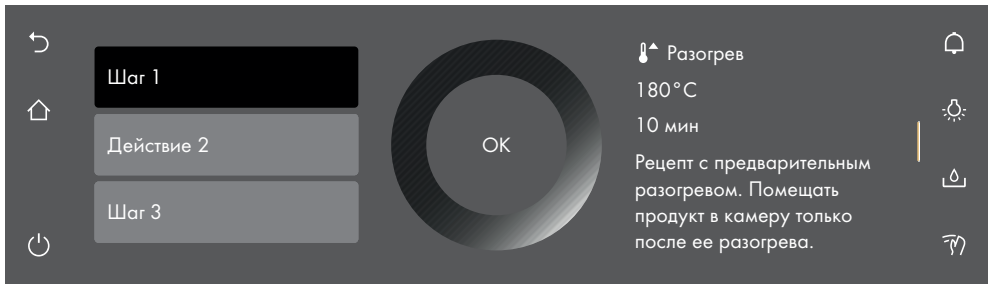 Шаг 1
Действие 2
Шаг 3
OK
Разогрев
180°C
10 мин
Рецепт с предварительным
разогревом. Помещать
продукт в камеру только
после ее разогрева.